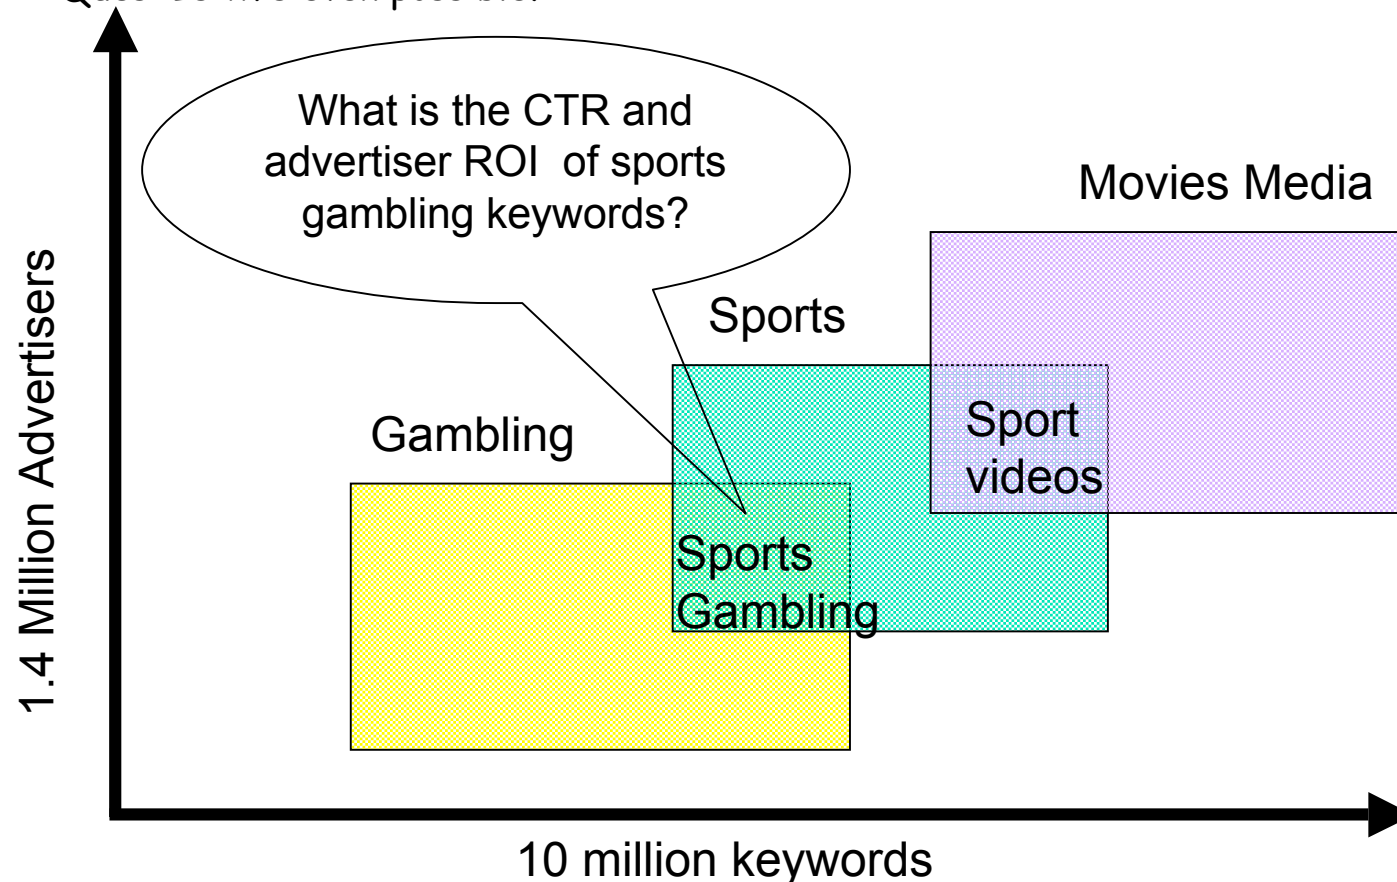 What is the CTR and
advertiser ROI of sports
gambling keywords?
Movies Media
Sports
Sport
videos
Gambling
Sports
Gambling
1.4 Million Advertisers
10 million keywords